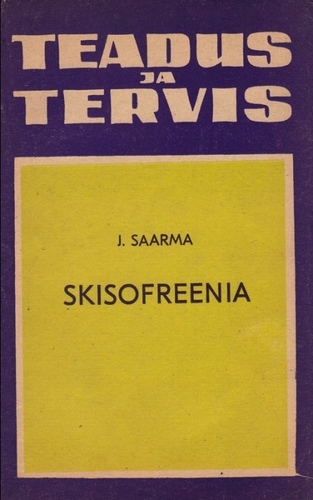 TEADUS
JA
TERVIS
J. SAARMA
SKISOFREENIA